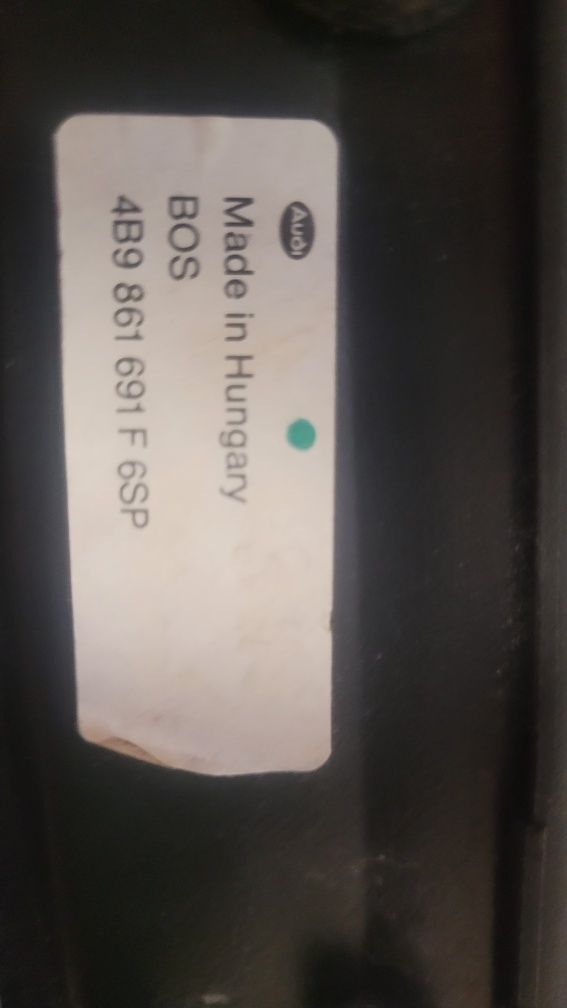 Audi
Made in Hungary
BOS
4B9 861 691 F 6SP